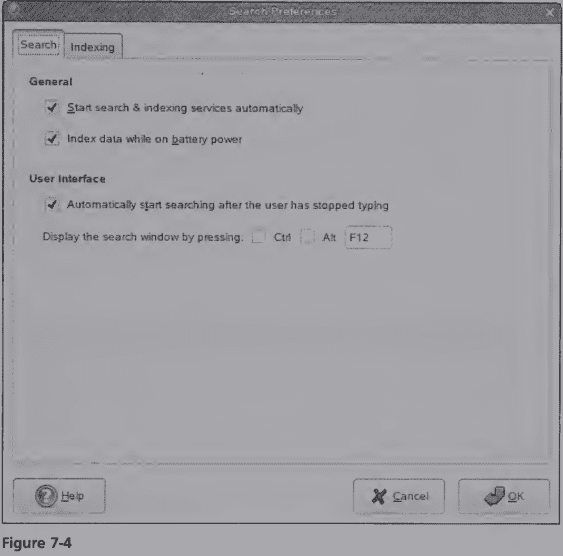 Search Preferences
Search Indexing
General
Start search & indexing services automatically
Index data while on battery power
User Interface
Automatically start searching after the user has stopped typing
Display the search window by pressing: Ctrl Alt F12
Help Cancel OK
Figure 7-4